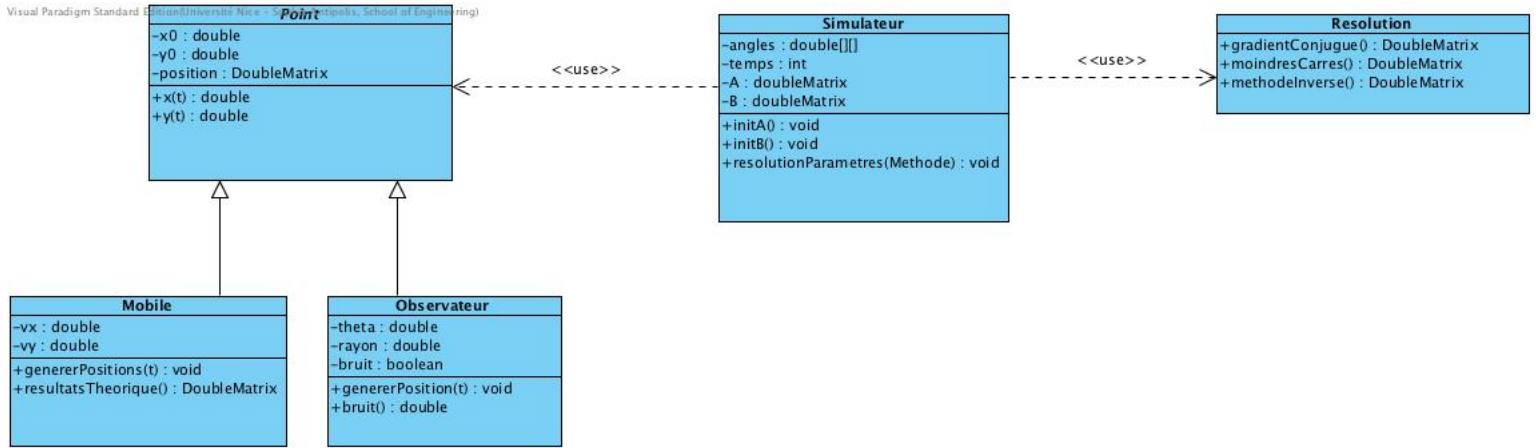 Visual Paradigm Standard Edition(Université Nice - Sophia Antipolis, School of Engineering)
Point
-x0 : double
-y0 : double
-position : DoubleMatrix
+x(t) : double
+y(t) : double
<<use>>
Simulateur
-angles : double[][]
-temps : int
-A : doubleMatrix
-B : doubleMatrix
+initA() : void
+initB() : void
+resolutionParametres(Methode) : void
<<use>>
Resolution
+gradientConjugue() : DoubleMatrix
+moindresCarres() : DoubleMatrix
+methodeInverse() : DoubleMatrix
Mobile
-vx : double
-vy : double
+genererPositions(t) : void
+resultatsTheorique() : DoubleMatrix
Observateur
-theta : double
-rayon : double
-bruit : boolean
+genererPosition(t) : void
+bruit() : double